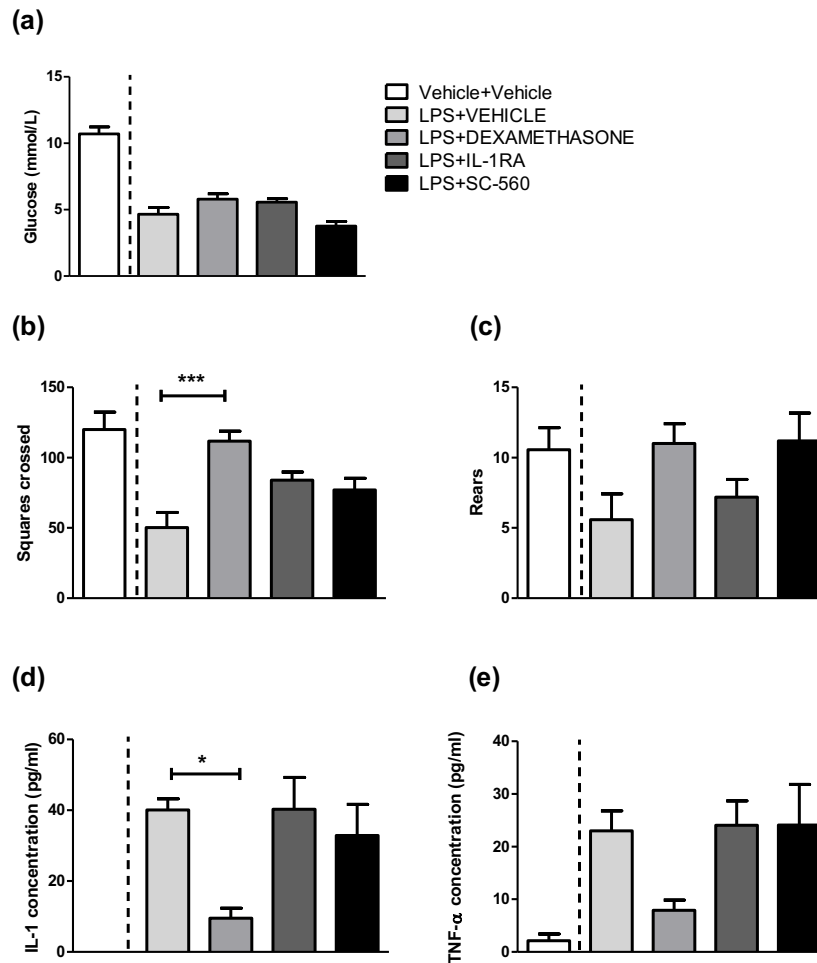 (a)
15
10
5
0
Glucose (mmol/L)
Vehicle+Vehicle
LPS+VEHICLE
LPS+DEXAMETHASONE
LPS+IL-1RA
LPS+SC-560
(b)
150
100
50
0
Squares crossed
***
(c)
15
10
5
0
Rears
(d)
60
40
20
0
IL-1 concentration (pg/ml)
*
(e)
40
30
20
10
0
TNF-α concentration (pg/ml)